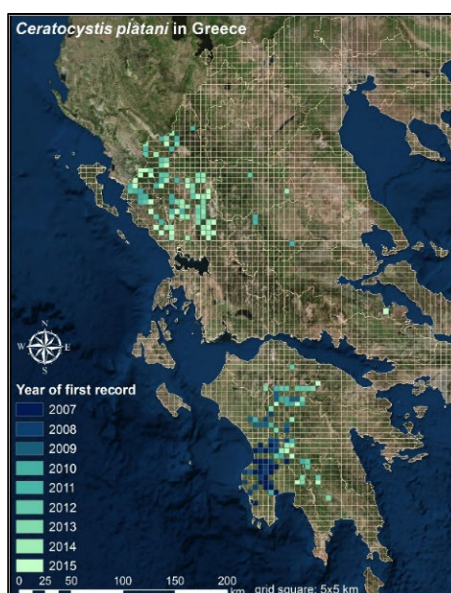 Ceratocystis platani in Greece
N
W E
S
Year of first record
2007
2008
2009
2010
2011
2012
2013
2014
2015
0 25 50 100 150 200
km grid square: 5x5 km